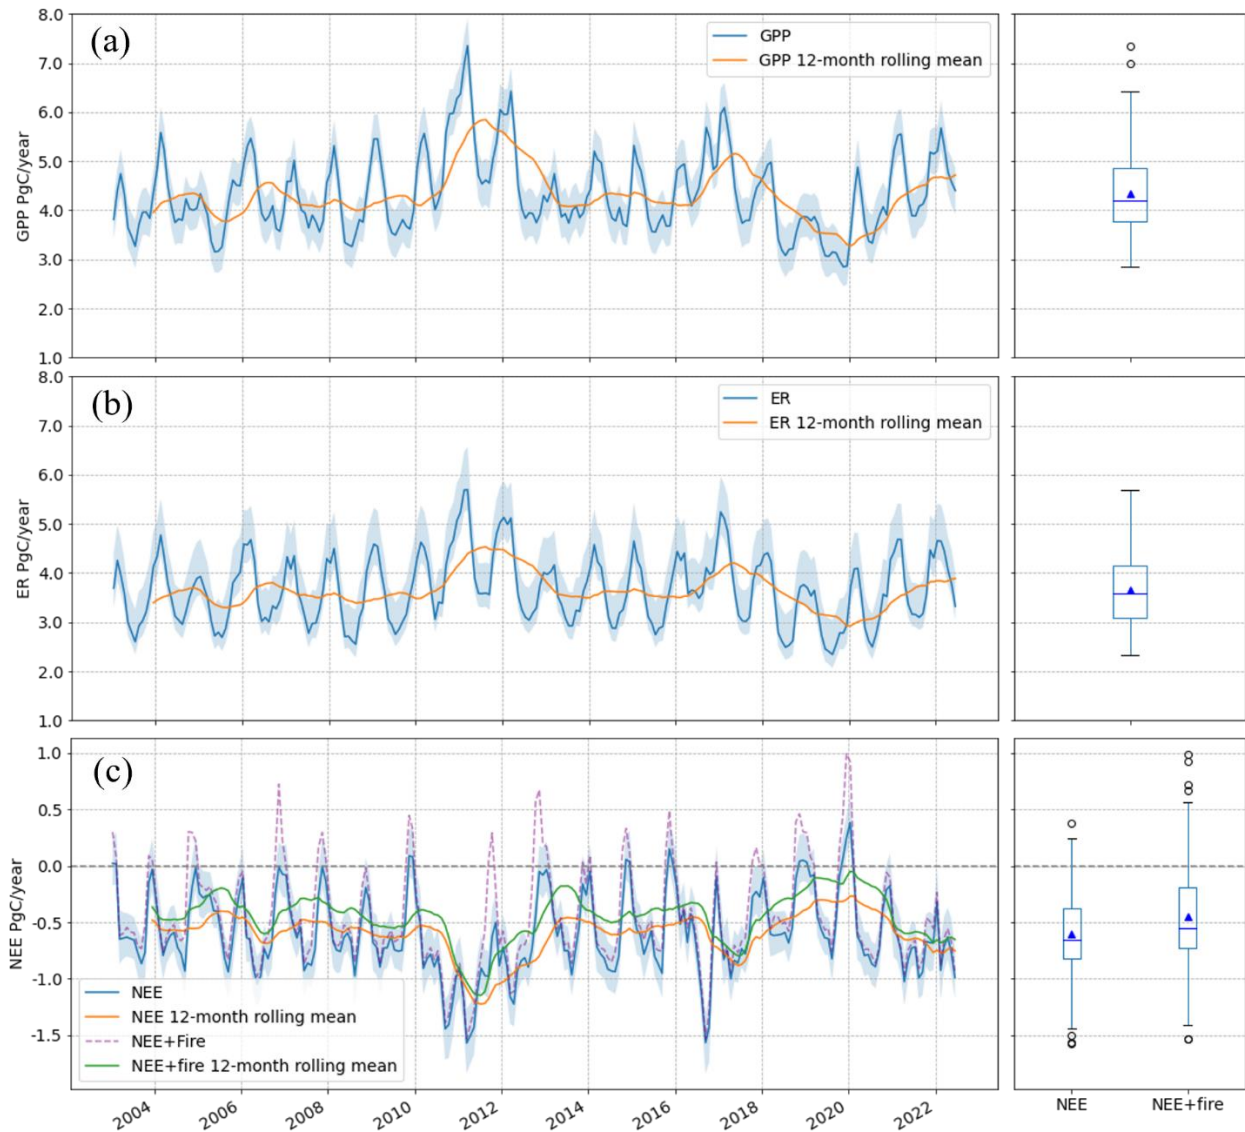 (a)
GPP
GPP 12-month rolling mean
GPP PgC/year
8.0
7.0
6.0
5.0
4.0
3.0
2.0
1.0
(b)
ER
ER 12-month rolling mean
ER PgC/year
8.0
7.0
6.0
5.0
4.0
3.0
2.0
1.0
(c)
NEE PgC/year
1.0
0.5
0.0
-0.5
-1.0
-1.5
NEE
NEE 12-month rolling mean
NEE+Fire
NEE+fire 12-month rolling mean
2004 2006 2008 2010 2012 2014 2016 2018 2020 2022
NEE NEE+fire